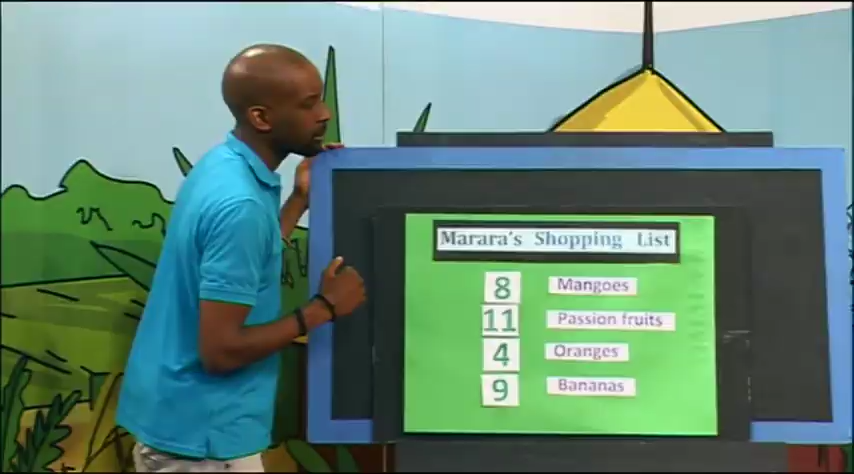 Marara's Shopping List
8 Mangoes
11 Passion fruits
4 Oranges
9 Bananas